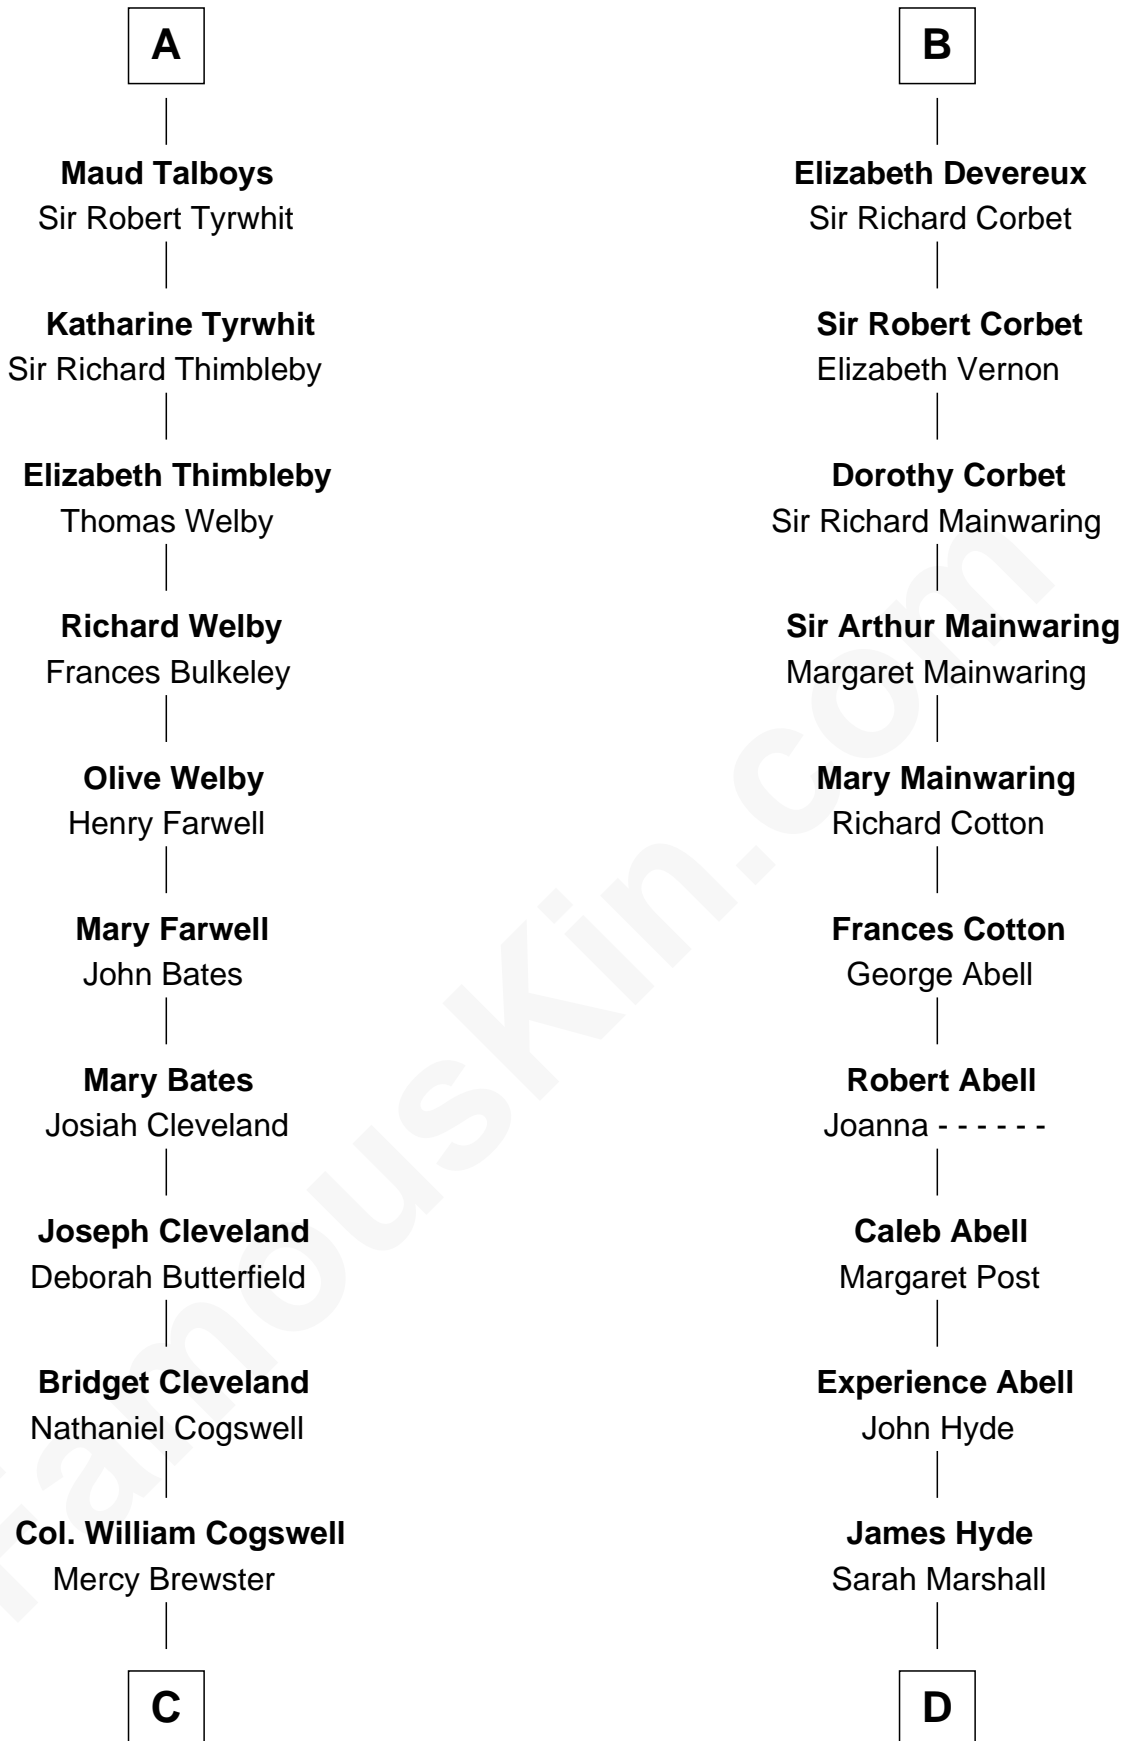 A
Maud Talboys
Sir Robert Tyrwhit
Katharine Tyrwhit
Sir Richard Thimbleby
Elizabeth Thimbleby
Thomas Welby
Richard Welby
Frances Bulkeley
Olive Welby
Henry Farwell
Mary Farwell
John Bates
Mary Bates
Josiah Cleveland
Joseph Cleveland
Deborah Butterfield
Bridget Cleveland
Nathaniel Cogswell
Col. William Cogswell
Mercy Brewster
C
B
Elizabeth Devereux
Sir Richard Corbet
Sir Robert Corbet
Elizabeth Vernon
Dorothy Corbet
Sir Richard Mainwaring
Sir Arthur Mainwaring
Margaret Mainwaring
Mary Mainwaring
Richard Cotton
Frances Cotton
George Abell
Robert Abell
Joanna - - - - - -
Caleb Abell
Margaret Post
Experience Abell
John Hyde
James Hyde
Sarah Marshall
D
FamousKin.com